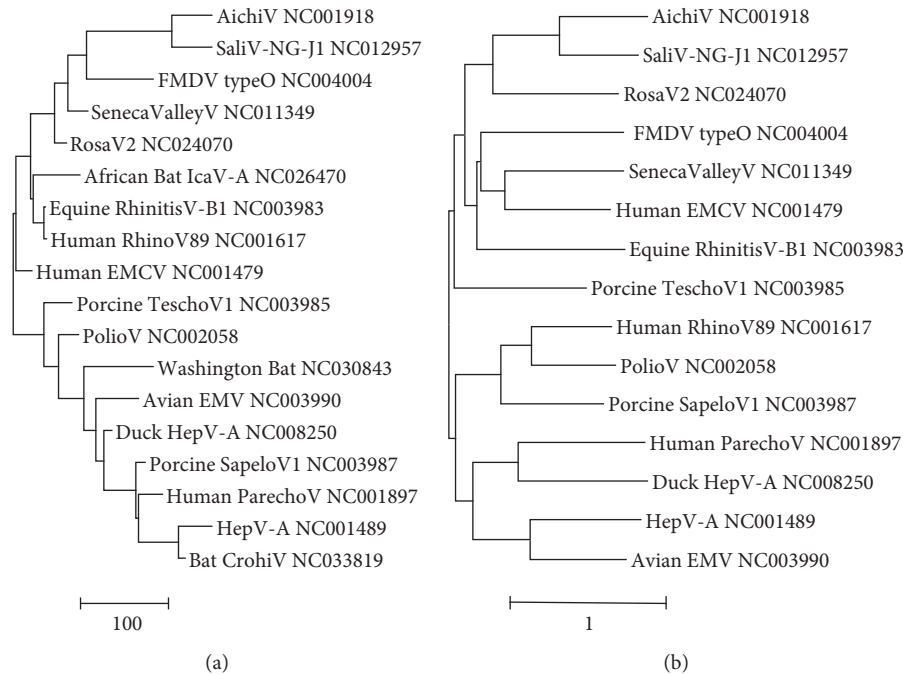 AichiV NC001918
SaliV-NG-J1 NC012957
FMDV typeO NC004004
SenecaValleyV NC011349
RosaV2 NC024070
African Bat IcaV-A NC026470
Equine RhinitisV-B1 NC003983
Human RhinoV89 NC001617
Human EMCV NC001479
Porcine TeschoV1 NC003985
PolioV NC002058
Washington Bat NC030843
Avian EMV NC003990
Duck HepV-A NC008250
Porcine SapeloV1 NC003987
Human ParechoV NC001897
HepV-A NC001489
Bat CrohiV NC033819
100
(a)
AichiV NC001918
SaliV-NG-J1 NC012957
RosaV2 NC024070
FMDV typeO NC004004
SenecaValleyV NC011349
Human EMCV NC001479
Equine RhinitisV-B1 NC003983
Porcine TeschoV1 NC003985
Human RhinoV89 NC001617
PolioV NC002058
Porcine SapeloV1 NC003987
Human ParechoV NC001897
Duck HepV-A NC008250
HepV-A NC001489
Avian EMV NC003990
1
(b)